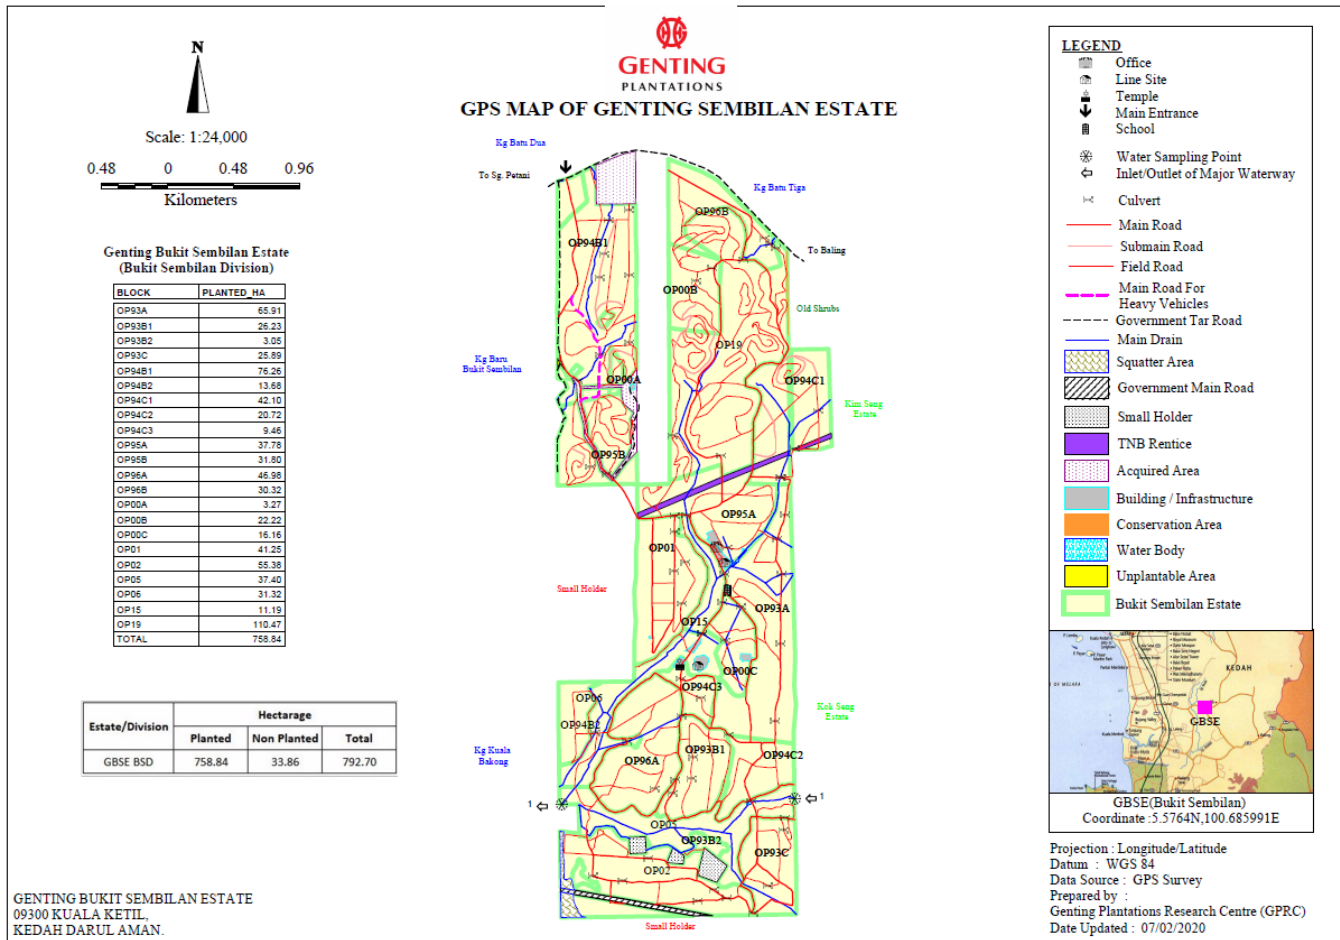 GENTING
PLANTATIONS
GPS MAP OF GENTING SEMBILAN ESTATE
N
Scale: 1:24,000
0.48 0 0.48 0.96
Kilometers
Genting Bukit Sembilan Estate
(Bukit Sembilan Division)
BLOCK PLANTED_HA
OP93A 65.91
OP93B1 26.23
OP93B2 3.05
OP93C 25.89
OP94B1 76.26
OP94B2 13.68
OP94C1 42.10
OP94C2 20.72
OP94C3 9.46
OP95A 37.78
OP95B 31.80
OP96A 46.98
OP96B 30.32
OP00A 3.27
OP00B 22.22
OP00C 16.16
OP01 41.25
OP02 55.38
OP05 37.40
OP06 31.32
OP15 11.19
OP19 110.47
TOTAL 758.84
Estate/Division Hectarage
Planted Non Planted Total
GBSE BSD 758.84 33.86 792.70
GENTING BUKIT SEMBILAN ESTATE
09300 KUALA KETIL,
KEDAH DARUL AMAN.
Kg Batu Dua
To Sg. Petani
Kg Batu Tiga
OP96B
OP94B1
To Baling
OP00B
Old Shrubs
OP19
Kg Baru
Bukit Sembilan
OP00A
OP94C1
Kim Seng
Estate
OP95B
OP95A
OP01
Small Holder
OP93A
OP15
OP00C
OP94C3
OP06
OP94B2
Kok Seng
Estate
Kg Kuala
Bakong
OP93B1
OP94C2
OP96A
1
1
OP05
OP93B2
OP93C
OP02
Small Holder
LEGEND
Office
Line Site
Temple
Main Entrance
School
Water Sampling Point
Inlet/Outlet of Major Waterway
Culvert
Main Road
Submain Road
Field Road
Main Road For
Heavy Vehicles
Government Tar Road
Main Drain
Squatter Area
Government Main Road
Small Holder
TNB Rentice
Acquired Area
Building / Infrastructure
Conservation Area
Water Body
Unplantable Area
Bukit Sembilan Estate
KEDAH
GBSE
GBSE(Bukit Sembilan)
Coordinate :5.5764N,100.685991E
Projection : Longitude/Latitude
Datum : WGS 84
Data Source : GPS Survey
Prepared by :
Genting Plantations Research Centre (GPRC)
Date Updated : 07/02/2020